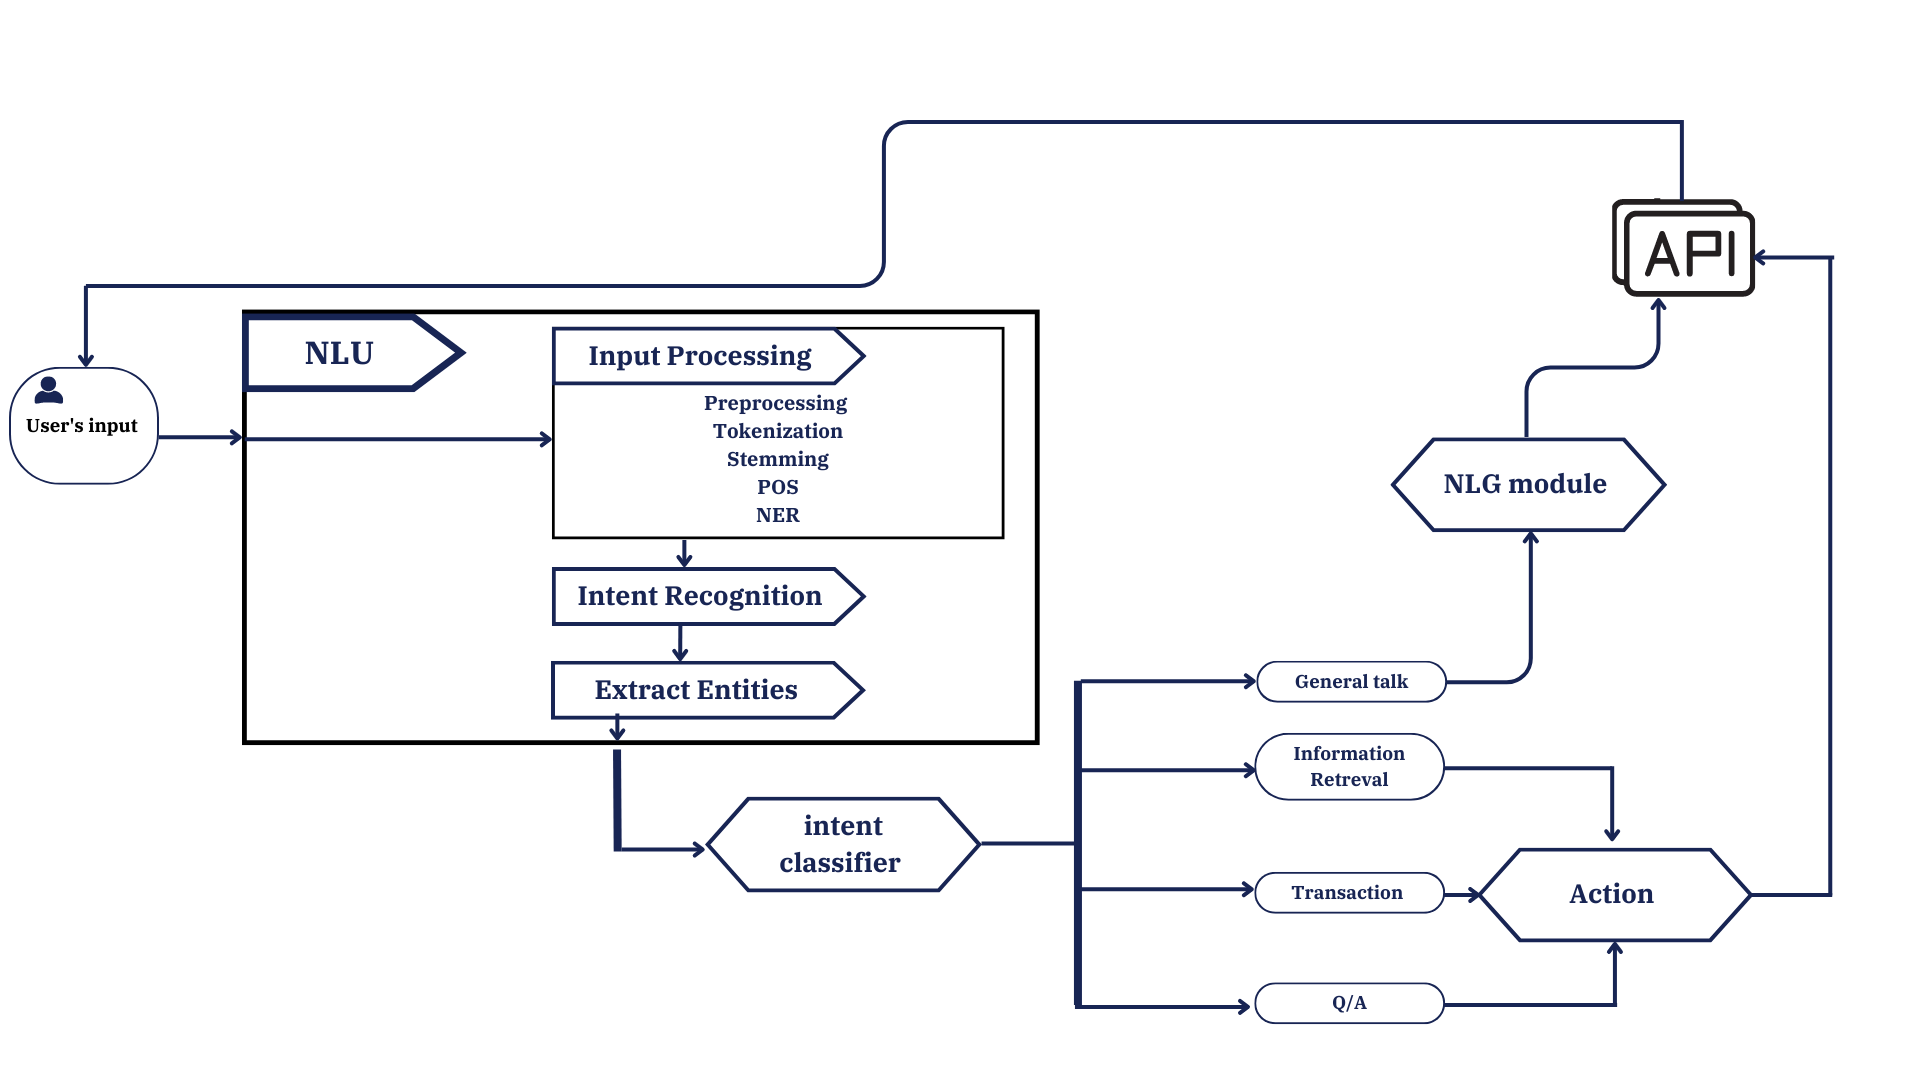 API
NLU
Input Processing
Preprocessing
Tokenization
Stemming
POS
NER
User's input
NLG module
Intent Recognition
Extract Entities
General talk
Information
Retreval
intent
classifier
Transaction
Action
Q/A